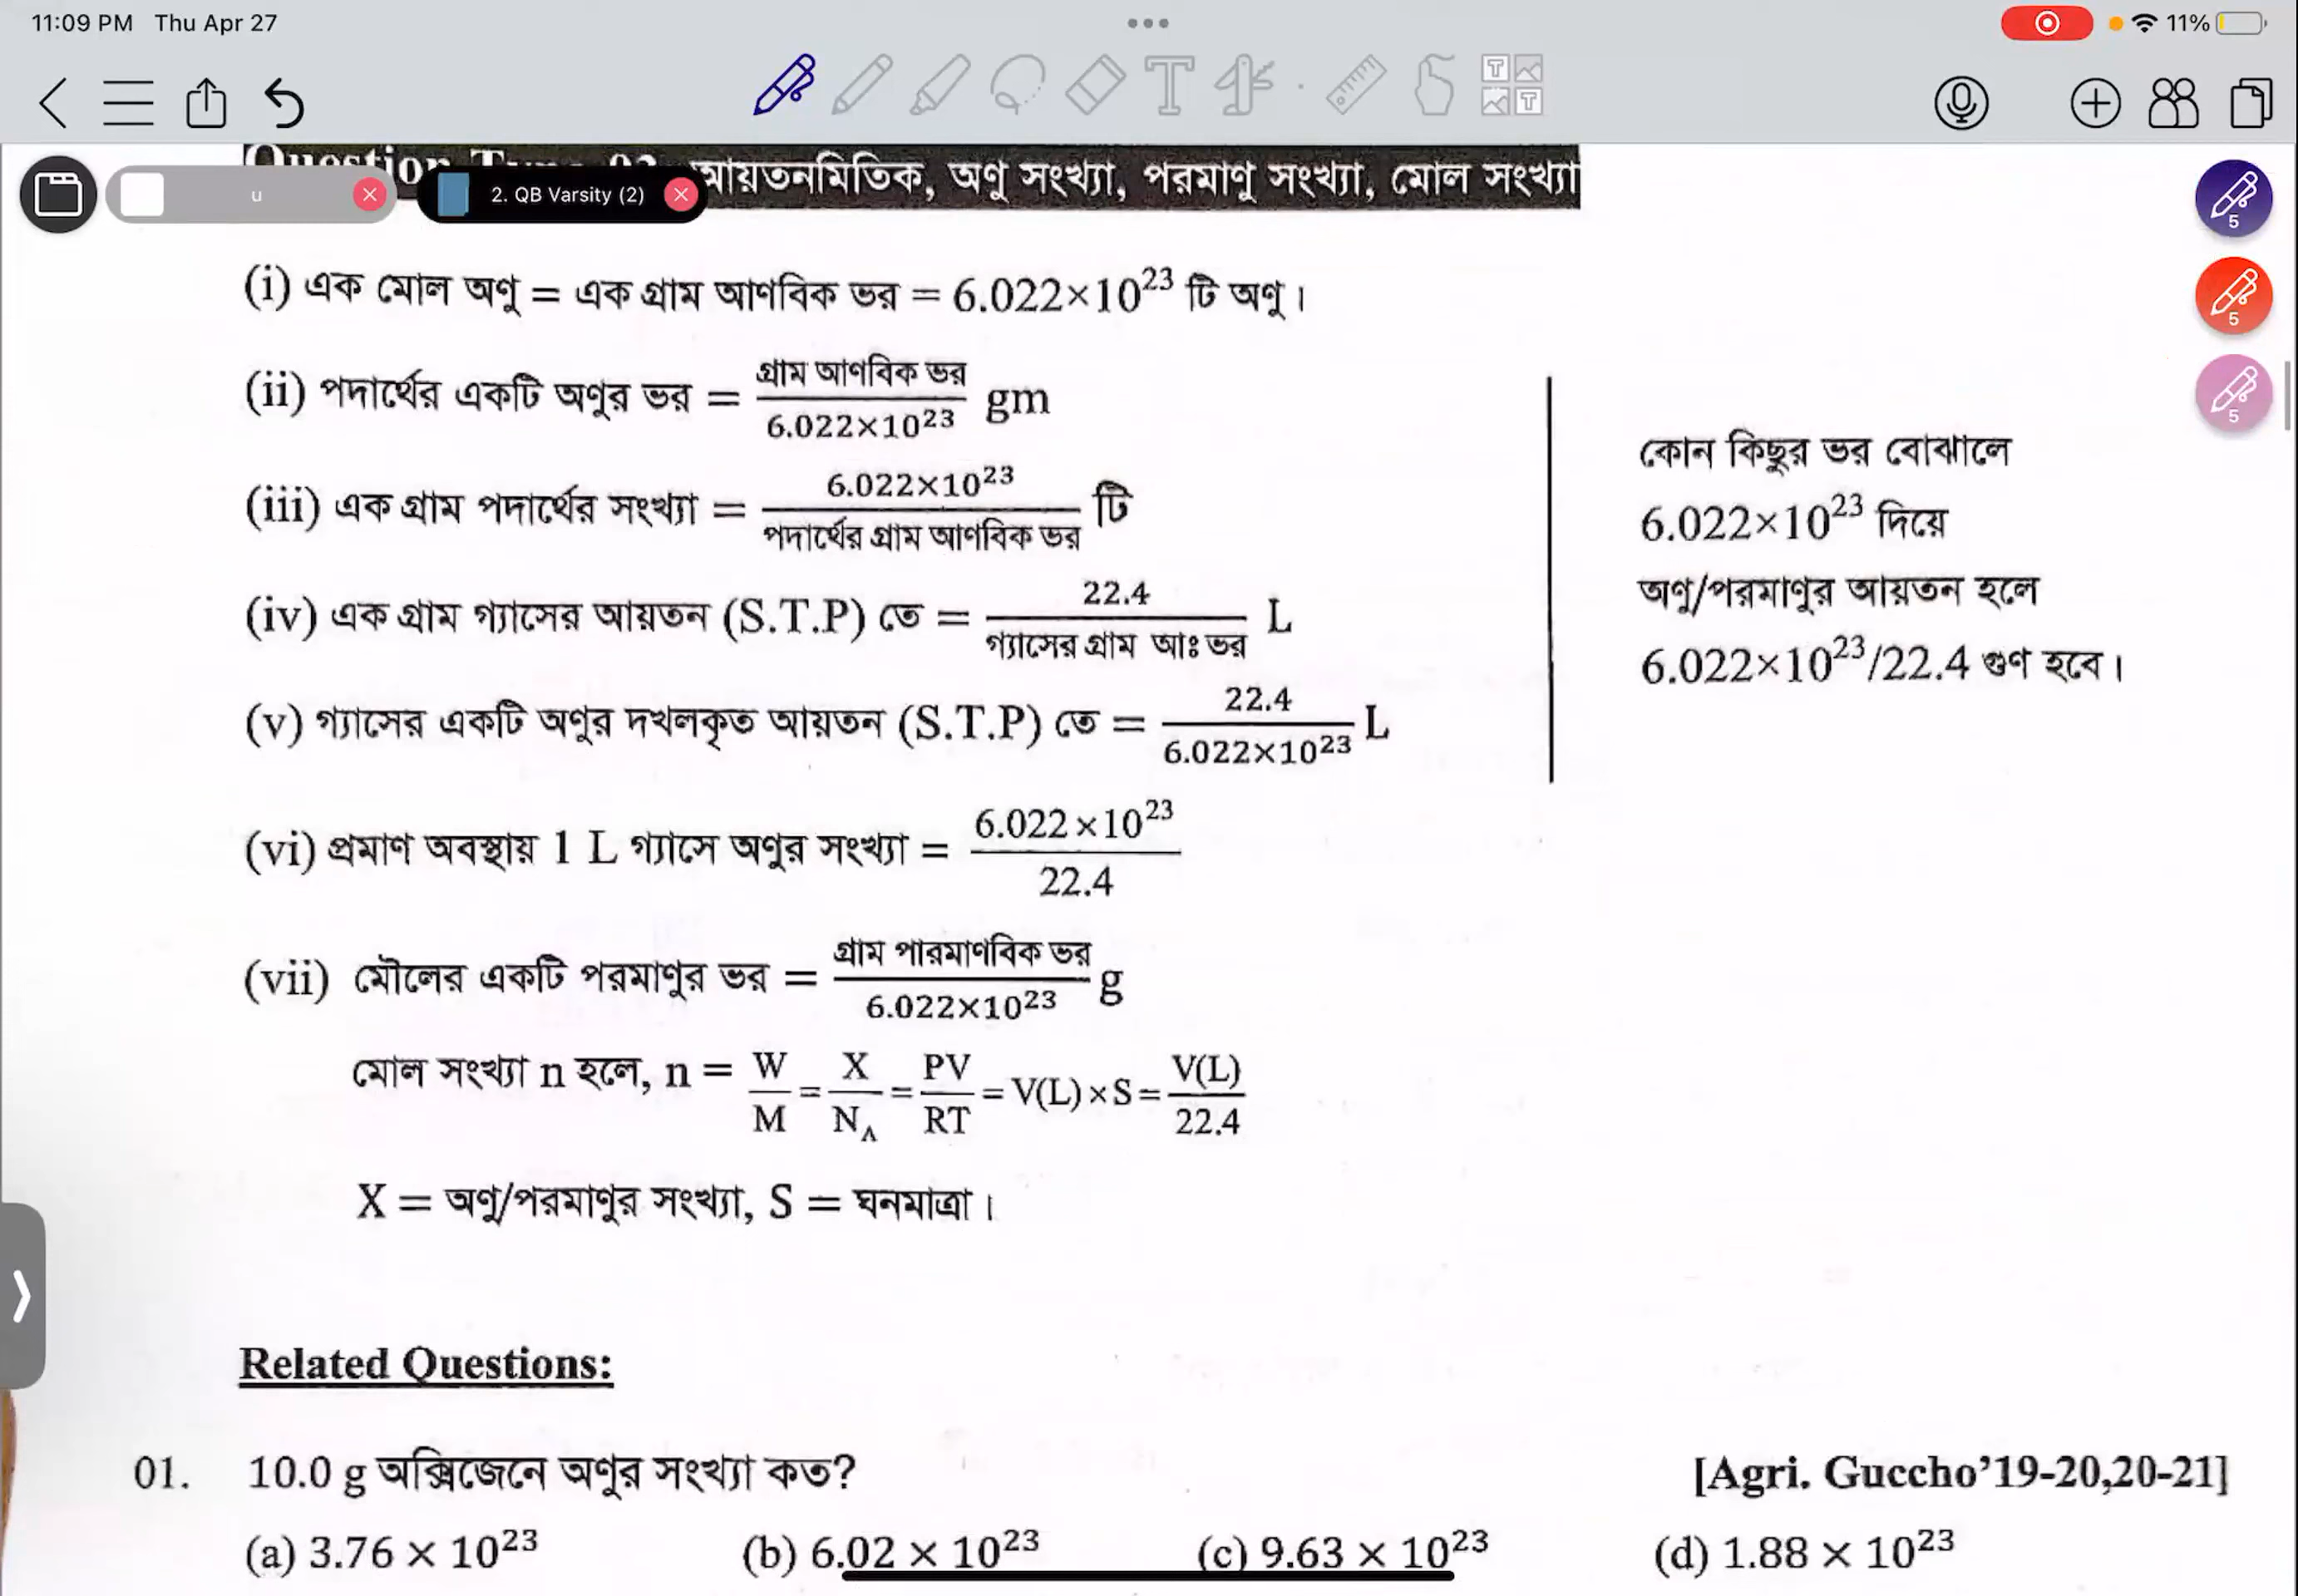 11:09 PM Thu Apr 27
11%
u
2. QB Varsity (2)
আয়তনমিতিক, অণু সংখ্যা, পরমাণু সংখ্যা, মোল সংখ্যা
(i) এক মোল অণু = এক গ্রাম আণবিক ভর = 6.022×10²³ টি অণু।
(ii) পদার্থের একটি অণুর ভর = গ্রাম আণবিক ভর / 6.022×10²³ gm
(iii) এক গ্রাম পদার্থের সংখ্যা = 6.022×10²³ / পদার্থের গ্রাম আণবিক ভর টি
(iv) এক গ্রাম গ্যাসের আয়তন (S.T.P) তে = 22.4 / গ্যাসের গ্রাম আঃ ভর L
(v) গ্যাসের একটি অণুর দখলকৃত আয়তন (S.T.P) তে = 22.4 / 6.022×10²³ L
(vi) প্রমাণ অবস্থায় 1 L গ্যাসে অণুর সংখ্যা = 6.022×10²³ / 22.4
(vii) মৌলের একটি পরমাণুর ভর = গ্রাম পারমাণবিক ভর / 6.022×10²³ g
মোল সংখ্যা n হলে, n = W/M = X/N_A = PV/RT = V(L)×S = V(L)/22.4
X = অণু/পরমাণুর সংখ্যা, S = ঘনমাত্রা।
কোন কিছুর ভর বোঝালে
6.022×10²³ দিয়ে
অণু/পরমাণুর আয়তন হলে
6.022×10²³/22.4 গুণ হবে।
Related Questions:
01. 10.0 g অক্সিজেনে অণুর সংখ্যা কত? [Agri. Guccho’19-20,20-21]
(a) 3.76 × 10²³ (b) 6.02 × 10²³ (c) 9.63 × 10²³ (d) 1.88 × 10²³